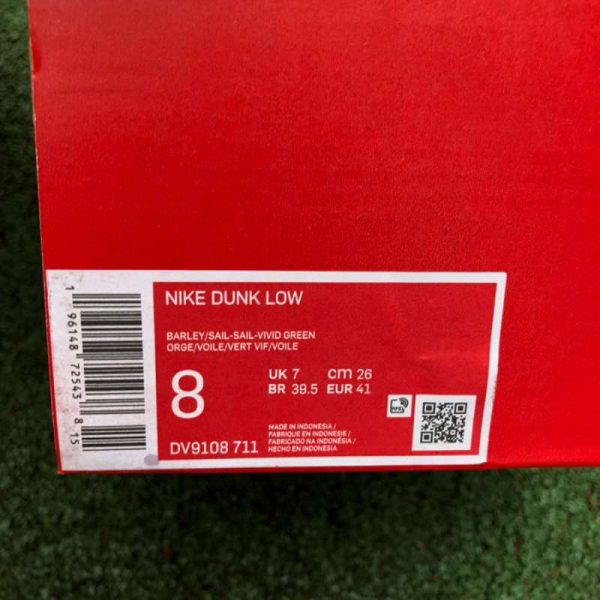 NIKE DUNK LOW
BARLEY/SAIL-SAIL-VIVID GREEN
ORGE/VOILE/VERT VIF/VOILE
8
UK 7 cm 26
BR 39.5 EUR 41
DV9108 711
MADE IN INDONESIA /
FABRIQUE EN INDONESIE /
FABRICADO NA INDONÉSIA /
HECHO EN INDONESIA
1 96148 72543 8 15